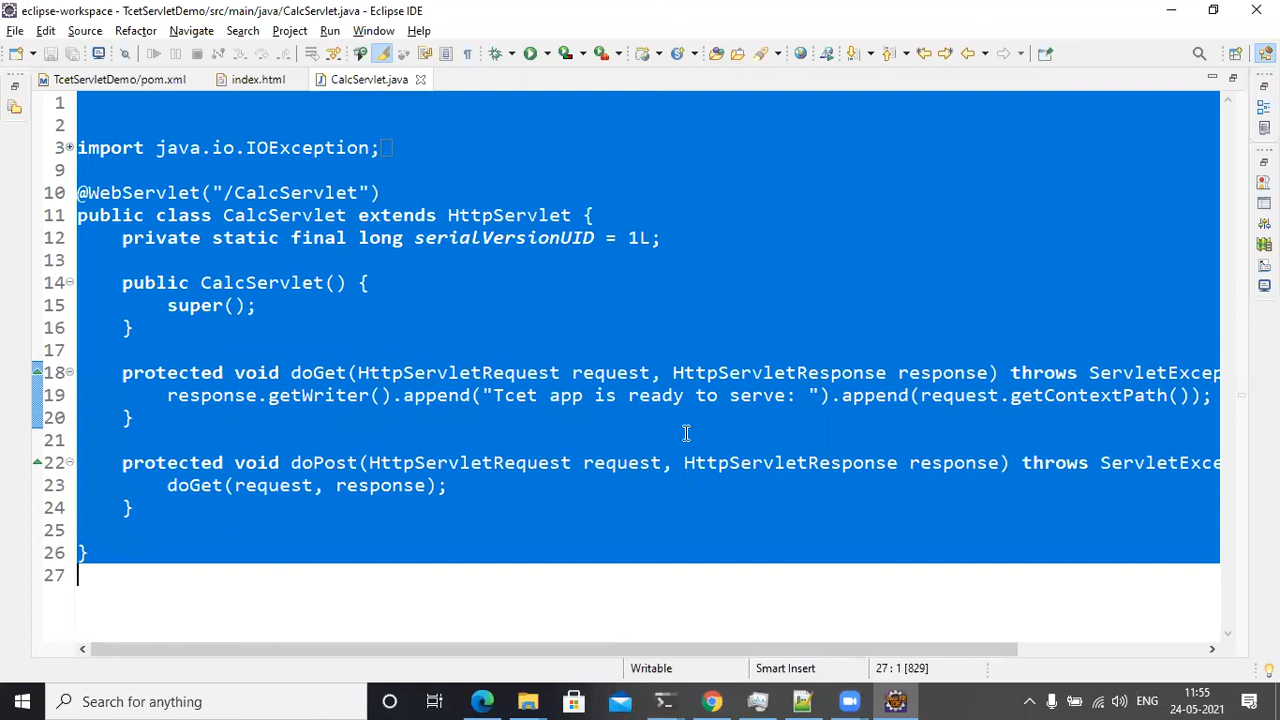 eclipse-workspace - TcetServletDemo/src/main/java/CalcServlet.java - Eclipse IDE
File Edit Source Refactor Navigate Search Project Run Window Help
TcetServletDemo/pom.xml index.html CalcServlet.java
1
2
3 import java.io.IOException;
9
10 @WebServlet("/CalcServlet")
11 public class CalcServlet extends HttpServlet {
12 private static final long serialVersionUID = 1L;
13
14 public CalcServlet() {
15 super();
16 }
17
18 protected void doGet(HttpServletRequest request, HttpServletResponse response) throws ServletExcep
19 response.getWriter().append("Tcet app is ready to serve: ").append(request.getContextPath());
20 }
21
22 protected void doPost(HttpServletRequest request, HttpServletResponse response) throws ServletExce
23 doGet(request, response);
24 }
25
26 }
27
Writable Smart Insert 27 : 1 [829]
Search for anything
ENG
11:55
24-05-2021